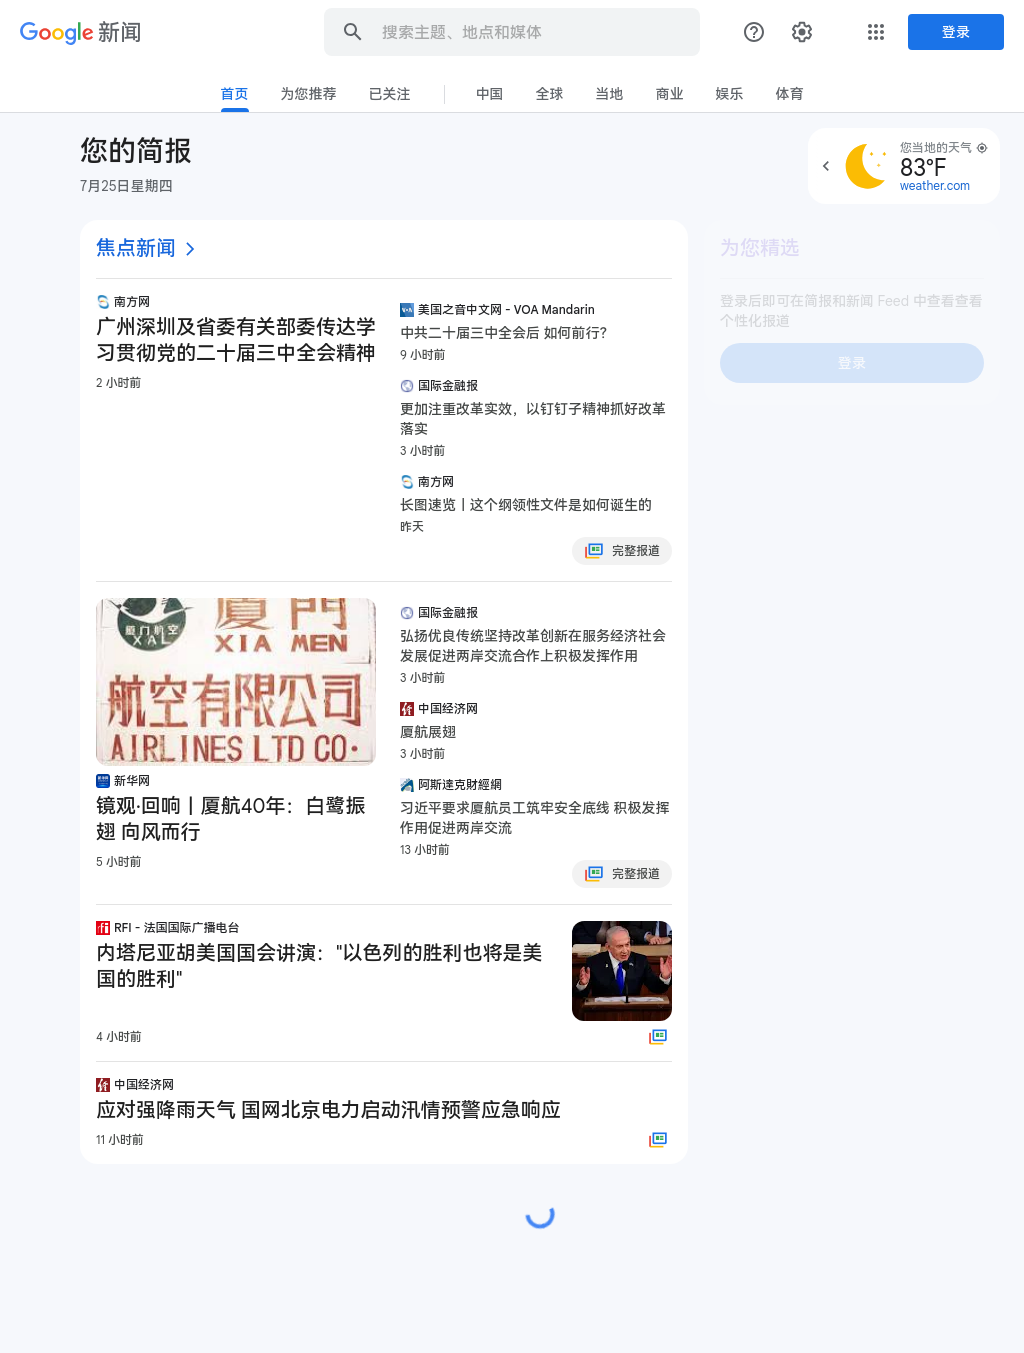 Google 新闻
搜索主题、地点和媒体
登录
首页
为您推荐
已关注
中国
全球
当地
商业
娱乐
体育
您的简报
7月25日星期四
您当地的天气
83°F
weather.com
焦点新闻
南方网
广州深圳及省委有关部委传达学
习贯彻党的二十届三中全会精神
2 小时前
美国之音中文网 - VOA Mandarin
中共二十届三中全会后 如何前行？
9 小时前
国际金融报
更加注重改革实效，以钉钉子精神抓好改革
落实
3 小时前
南方网
长图速览丨这个纲领性文件是如何诞生的
昨天
完整报道
厦門
厦门航空
XAL
XIA MEN
航空有限公司
AIRLINES LTD CO·
新华网
镜观·回响丨厦航40年：白鹭振
翅 向风而行
5 小时前
国际金融报
弘扬优良传统坚持改革创新在服务经济社会
发展促进两岸交流合作上积极发挥作用
3 小时前
中国经济网
厦航展翅
3 小时前
阿斯達克財經網
习近平要求厦航员工筑牢安全底线 积极发挥
作用促进两岸交流
13 小时前
完整报道
RFI - 法国国际广播电台
内塔尼亚胡美国国会讲演："以色列的胜利也将是美
国的胜利"
4 小时前
中国经济网
应对强降雨天气 国网北京电力启动汛情预警应急响应
11 小时前
为您精选
登录后即可在简报和新闻 Feed 中查看查看
个性化报道
登录